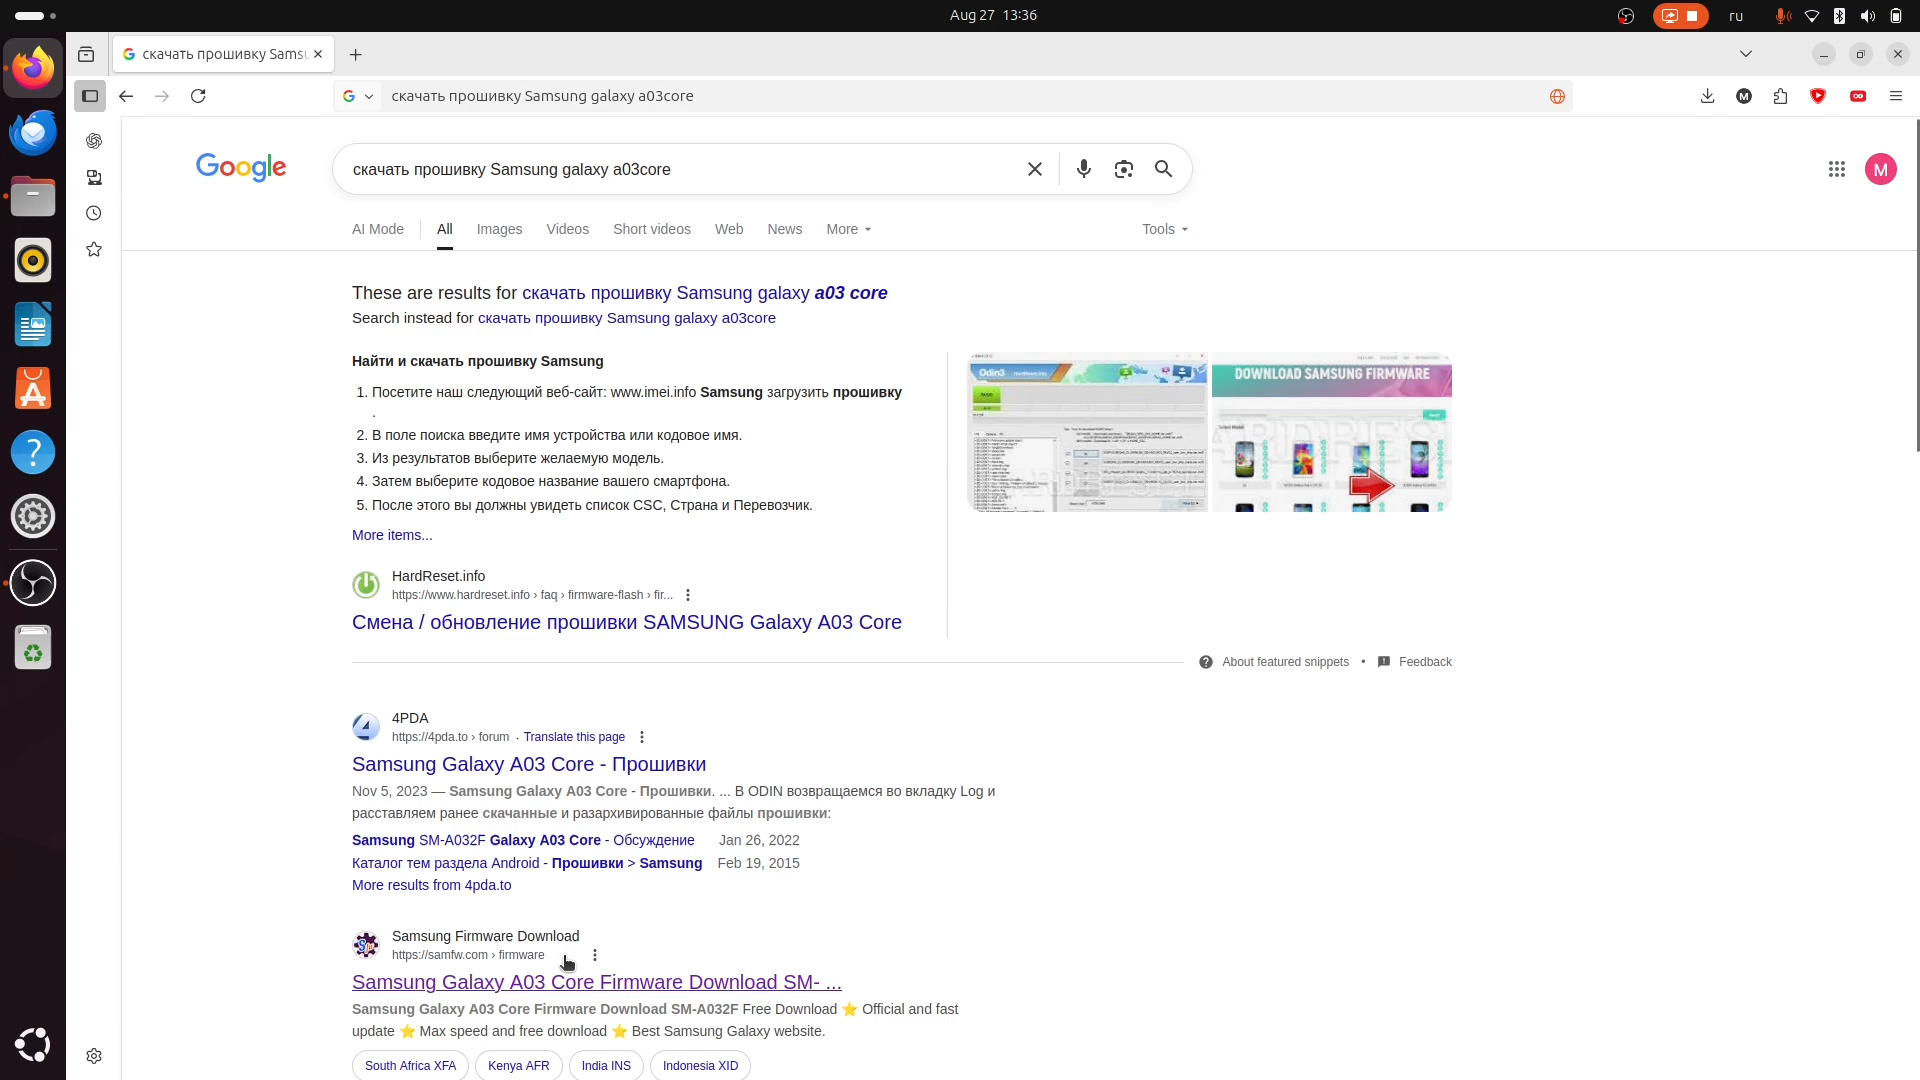 Aug 27 13:36
ru
скачать прошивку Sams
скачать прошивку Samsung galaxy a03core
M
Google
скачать прошивку Samsung galaxy a03core
M
AI Mode
All
Images
Videos
Short videos
Web
News
More
Tools
These are results for скачать прошивку Samsung galaxy a03 core
Search instead for скачать прошивку Samsung galaxy a03core
Найти и скачать прошивку Samsung
1. Посетите наш следующий веб-сайт: www.imei.info Samsung загрузить прошивку
.
2. В поле поиска введите имя устройства или кодовое имя.
3. Из результатов выберите желаемую модель.
4. Затем выберите кодовое название вашего смартфона.
5. После этого вы должны увидеть список CSC, Страна и Перевозчик.
More items...
Odin3
DOWNLOAD SAMSUNG FIRMWARE
HardReset.info
https://www.hardreset.info › faq › firmware-flash › fir...
Смена / обновление прошивки SAMSUNG Galaxy A03 Core
About featured snippets • Feedback
4PDA
https://4pda.to › forum · Translate this page
Samsung Galaxy A03 Core - Прошивки
Nov 5, 2023 — Samsung Galaxy A03 Core - Прошивки. ... В ODIN возвращаемся во вкладку Log и
расставляем ранее скачанные и разархивированные файлы прошивки:
Samsung SM-A032F Galaxy A03 Core - Обсуждение Jan 26, 2022
Каталог тем раздела Android - Прошивки > Samsung Feb 19, 2015
More results from 4pda.to
Samsung Firmware Download
https://samfw.com › firmware
Samsung Galaxy A03 Core Firmware Download SM- ...
Samsung Galaxy A03 Core Firmware Download SM-A032F Free Download ⭐ Official and fast
update ⭐ Max speed and free download ⭐ Best Samsung Galaxy website.
South Africa XFA
Kenya AFR
India INS
Indonesia XID